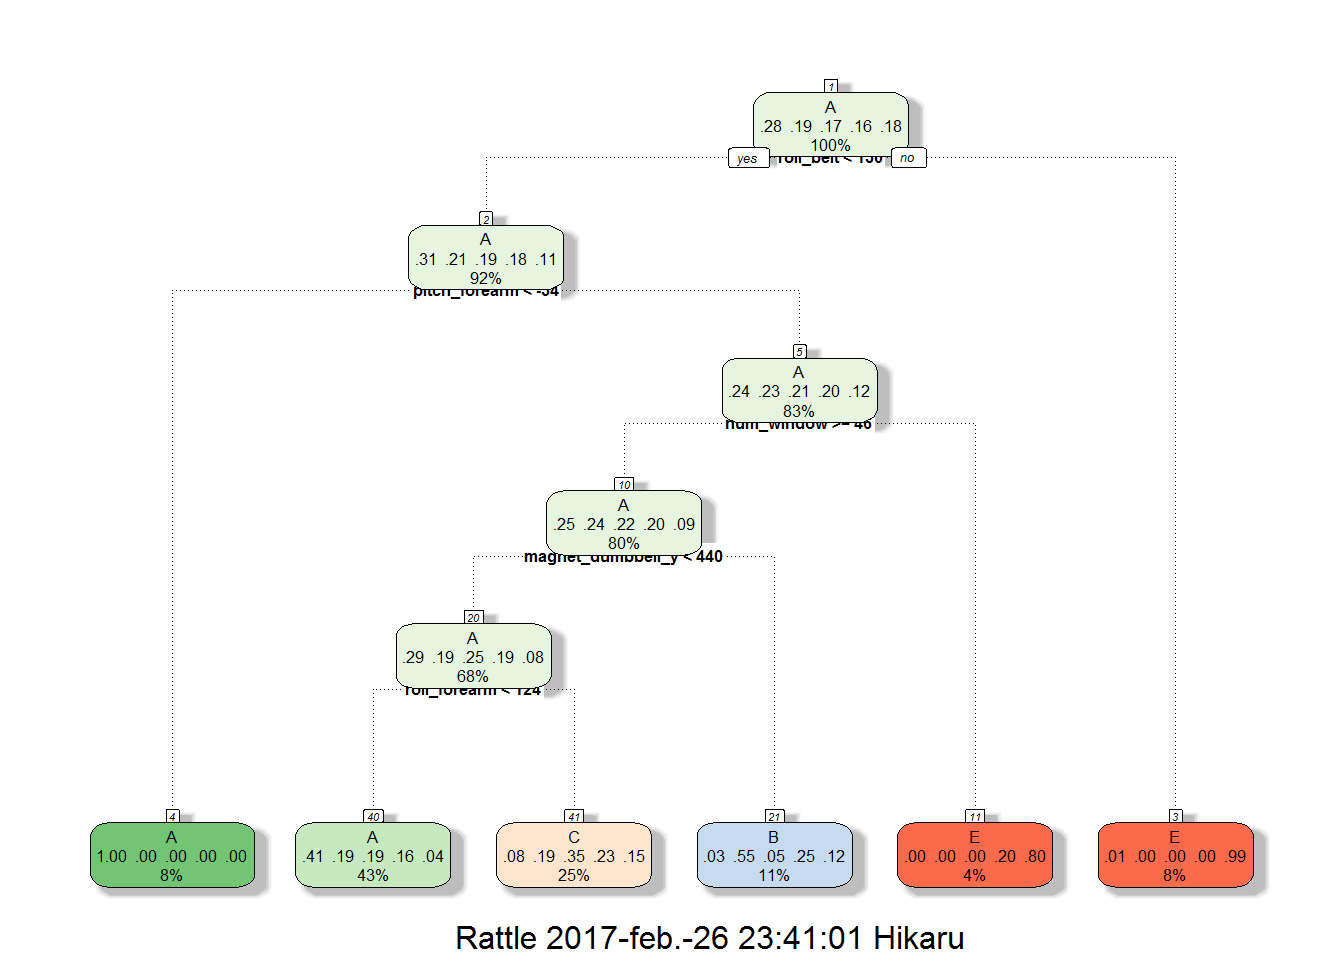 1
A
.28 .19 .17 .16 .18
100%
yes
roll_belt < 130
no
2
A
.31 .21 .19 .18 .11
92%
pitch_forearm < -34
5
A
.24 .23 .21 .20 .12
83%
num_window >= 46
10
A
.25 .24 .22 .20 .09
80%
magnet_dumbbell_y < 440
20
A
.29 .19 .25 .19 .08
68%
roll_forearm < 124
4
A
1.00 .00 .00 .00 .00
8%
40
A
.41 .19 .19 .16 .04
43%
41
C
.08 .19 .35 .23 .15
25%
21
B
.03 .55 .05 .25 .12
11%
11
E
.00 .00 .00 .20 .80
4%
3
E
.01 .00 .00 .00 .99
8%
Rattle 2017-feb.-26 23:41:01 Hikaru